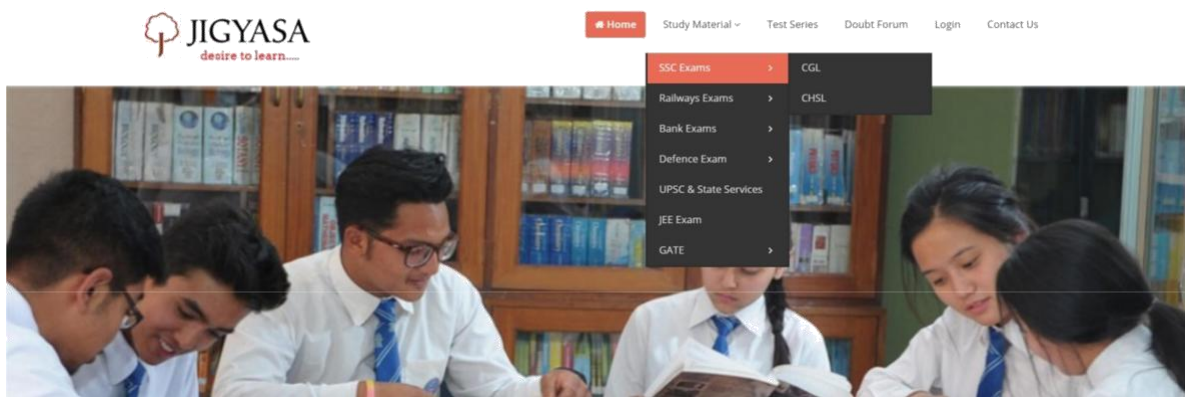 JIGYASA
desire to learn.....
Home
Study Material
Test Series
Doubt Forum
Login
Contact Us
SSC Exams
CGL
Railways Exams
CHSL
Bank Exams
Defence Exam
UPSC & State Services
JEE Exam
GATE